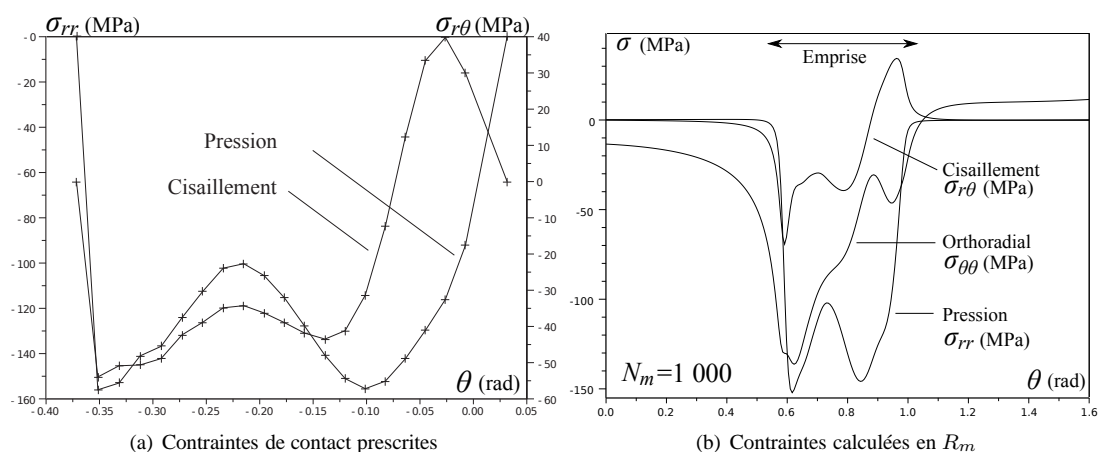 σrr (MPa)
σrθ (MPa)
- 0
- 20
- 40
- 60
- 80
-100
-120
-140
-160
40
30
20
10
0
-10
-20
-30
-40
-50
-60
Pression
Cisaillement
θ (rad)
-0.40 -0.35 -0.30 -0.25 -0.20 -0.15 -0.10 -0.05 0.00 0.05
(a) Contraintes de contact prescrites
σ (MPa)
Emprise
50
0
-50
-100
-150
Cisaillement
σrθ (MPa)
Orthoradial
σθθ (MPa)
Pression
σrr (MPa)
Nm=1 000
θ (rad)
0.0 0.2 0.4 0.6 0.8 1.0 1.2 1.4 1.6
(b) Contraintes calculées en Rm